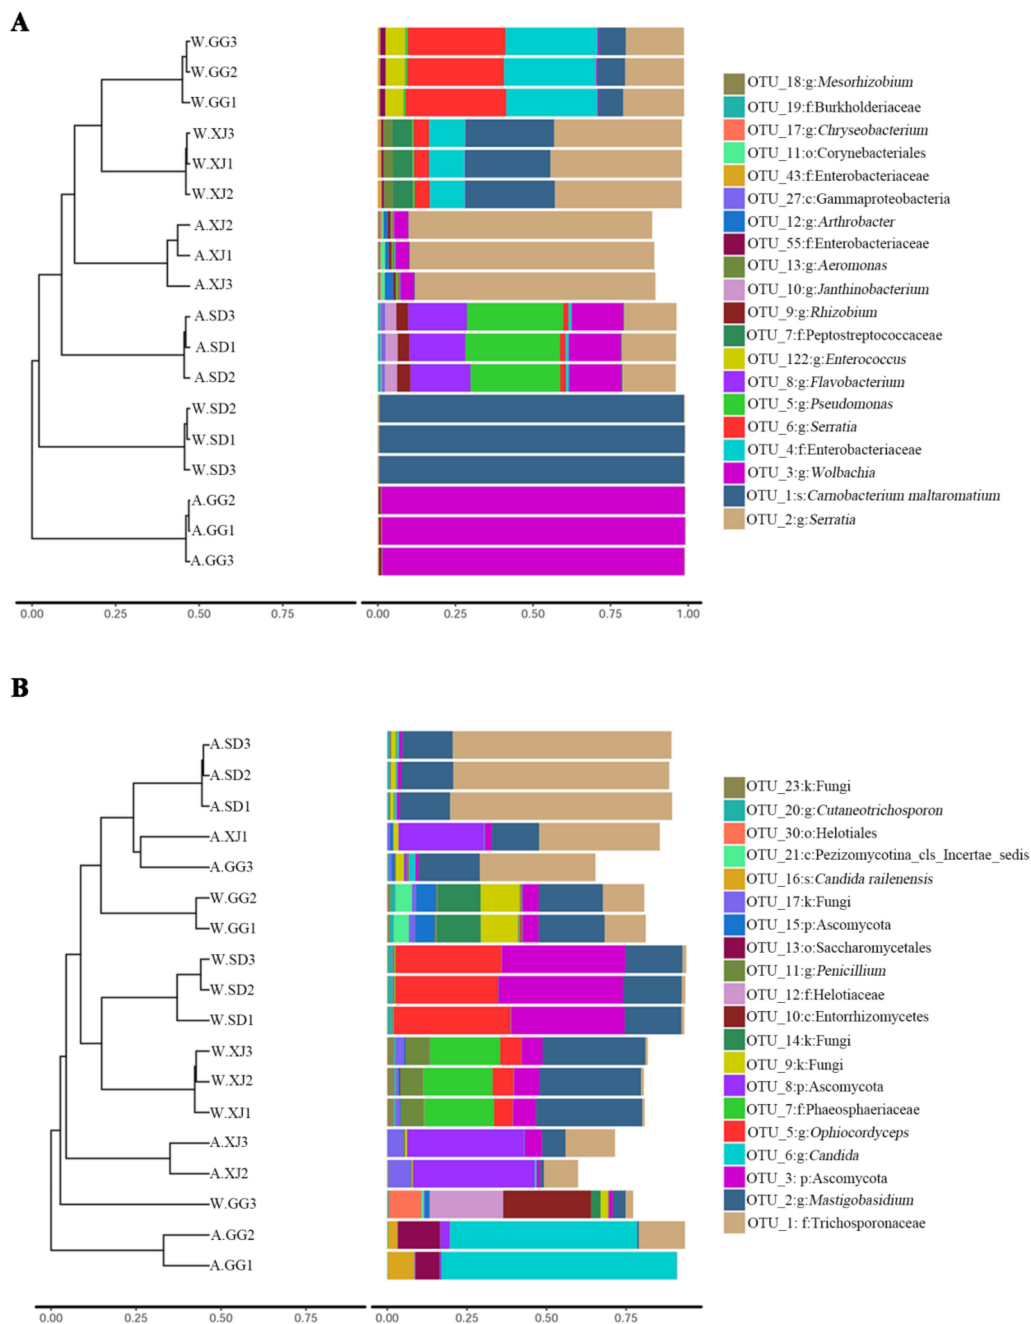 A
W.GG3
W.GG2
W.GG1
W.XJ3
W.XJ1
W.XJ2
A.XJ2
A.XJ1
A.XJ3
A.SD3
A.SD1
A.SD2
W.SD2
W.SD1
W.SD3
A.GG2
A.GG1
A.GG3
0.00 0.25 0.50 0.75
0.00 0.25 0.50 0.75 1.00
OTU_18:g:Mesorhizobium
OTU_19:f:Burkholderiaceae
OTU_17:g:Chryseobacterium
OTU_11:o:Corynebacteriales
OTU_43:f:Enterobacteriaceae
OTU_27:c:Gammaproteobacteria
OTU_12:g:Arthrobacter
OTU_55:f:Enterobacteriaceae
OTU_13:g:Aeromonas
OTU_10:g:Janthinobacterium
OTU_9:g:Rhizobium
OTU_7:f:Peptostreptococcaceae
OTU_122:g:Enterococcus
OTU_8:g:Flavobacterium
OTU_5:g:Pseudomonas
OTU_6:g:Serratia
OTU_4:f:Enterobacteriaceae
OTU_3:g:Wolbachia
OTU_1:s:Carnobacterium maltaromatium
OTU_2:g:Serratia
B
A.SD3
A.SD2
A.SD1
A.XJ1
A.GG3
W.GG2
W.GG1
W.SD3
W.SD2
W.SD1
W.XJ3
W.XJ2
W.XJ1
A.XJ3
A.XJ2
W.GG3
A.GG2
A.GG1
0.00 0.25 0.50 0.75
0.00 0.25 0.50 0.75
OTU_23:k:Fungi
OTU_20:g:Cutaneotrichosporon
OTU_30:o:Helotiales
OTU_21:c:Pezizomycotina_cls_Incertae_sedis
OTU_16:s:Candida railenensis
OTU_17:k:Fungi
OTU_15:p:Ascomycota
OTU_13:o:Saccharomycetales
OTU_11:g:Penicillium
OTU_12:f:Helotiaceae
OTU_10:c:Entorrhizomycetes
OTU_14:k:Fungi
OTU_9:k:Fungi
OTU_8:p:Ascomycota
OTU_7:f:Phaeosphaeriaceae
OTU_5:g:Ophiocordyceps
OTU_6:g:Candida
OTU_3: p:Ascomycota
OTU_2:g:Mastigobasidium
OTU_1: f:Trichosporonaceae